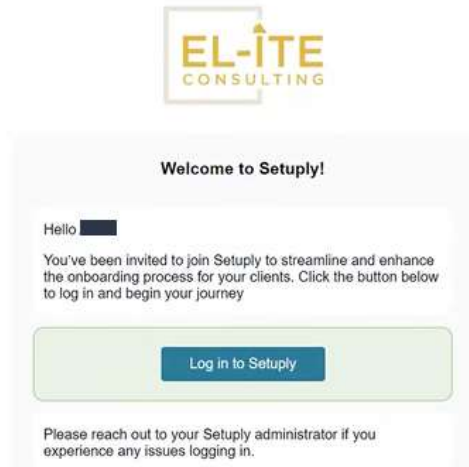 EL-ÎTE
CONSULTING
Welcome to Setuply!
Hello
You've been invited to join Setuply to streamline and enhance
the onboarding process for your clients. Click the button below
to log in and begin your journey
Log in to Setuply
Please reach out to your Setuply administrator if you
experience any issues logging in.